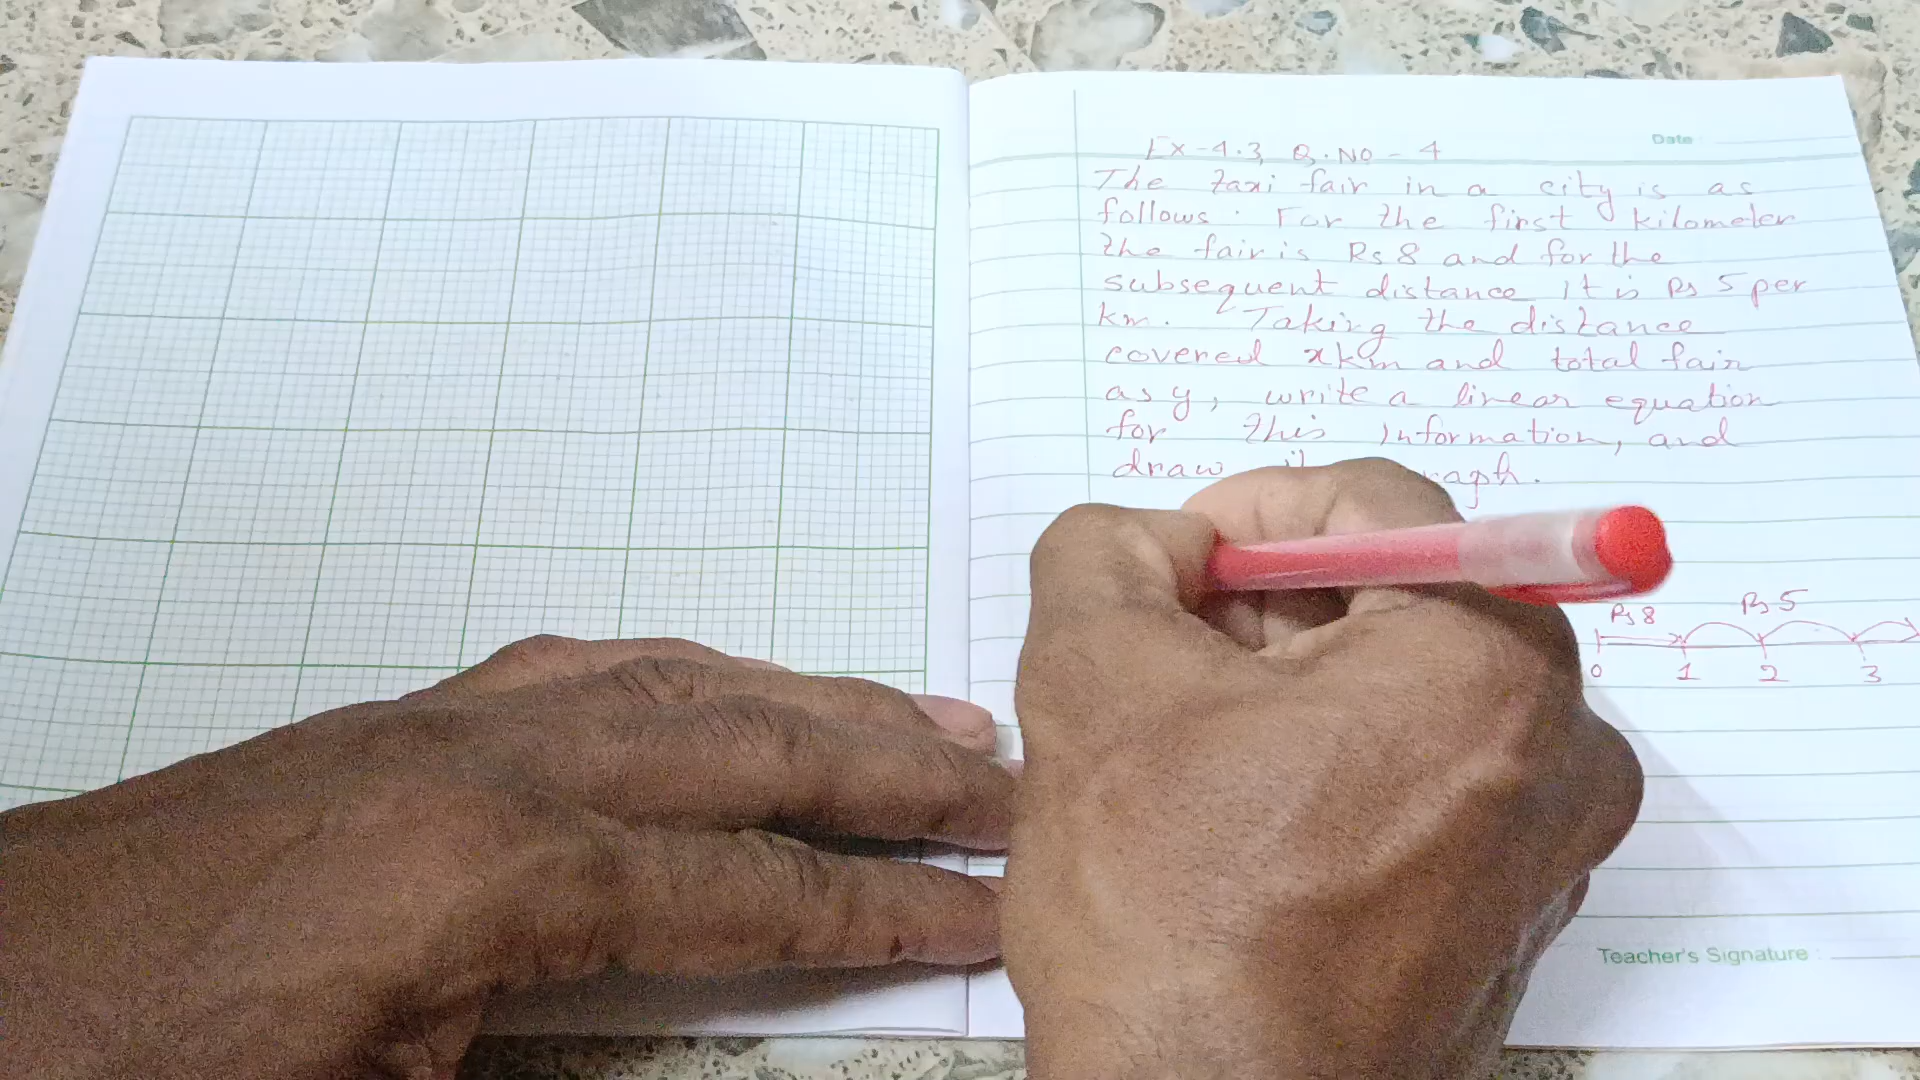 Date
Ex-4.3, Q.NO - 4
The taxi fair in a city is as
follows. For the first kilometer
the fair is Rs 8 and for the
subsequent distance it is Rs 5 per
km. Taking the distance
covered x km and total fair
as y, write a linear equation
for this information, and
draw
Rs 8 Rs 5
0 1 2 3
Teacher's Signature :